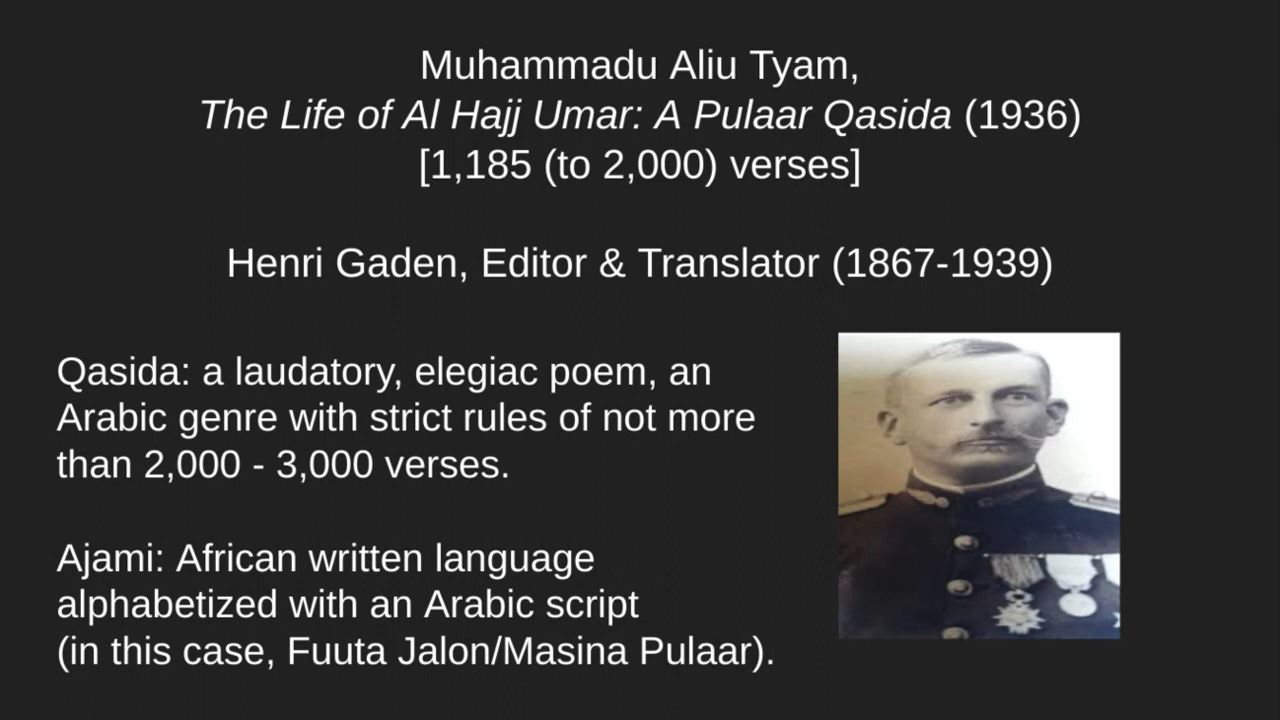 Muhammadu Aliu Tyam,
The Life of Al Hajj Umar: A Pulaar Qasida (1936)
[1,185 (to 2,000) verses]
Henri Gaden, Editor & Translator (1867-1939)
Qasida: a laudatory, elegiac poem, an
Arabic genre with strict rules of not more
than 2,000 - 3,000 verses.
Ajami: African written language
alphabetized with an Arabic script
(in this case, Fuuta Jalon/Masina Pulaar).